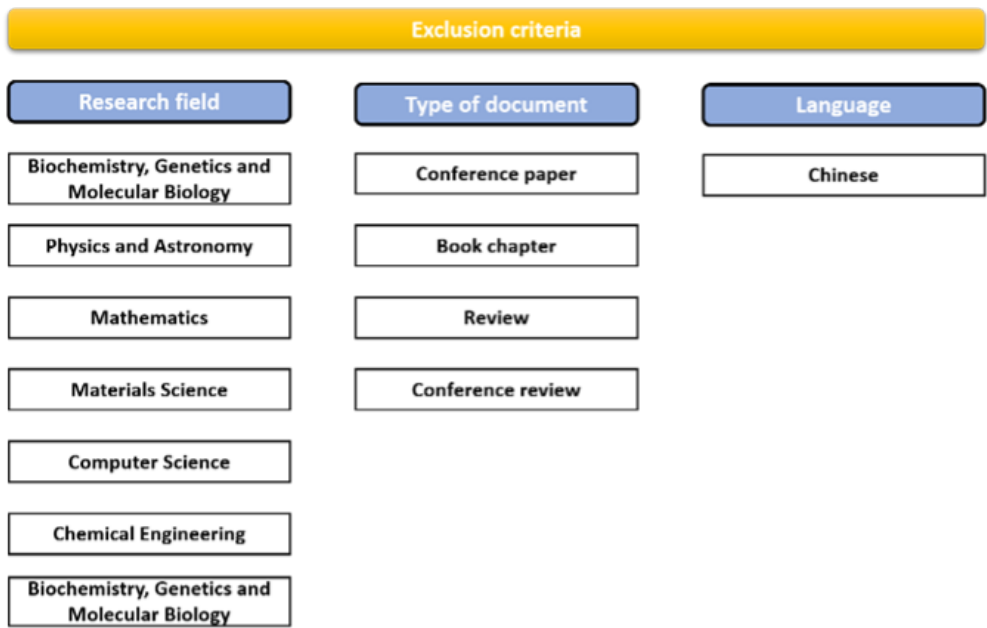 Exclusion criteria
Research field
Biochemistry, Genetics and
Molecular Biology
Physics and Astronomy
Mathematics
Materials Science
Computer Science
Chemical Engineering
Biochemistry, Genetics and
Molecular Biology
Type of document
Conference paper
Book chapter
Review
Conference review
Language
Chinese